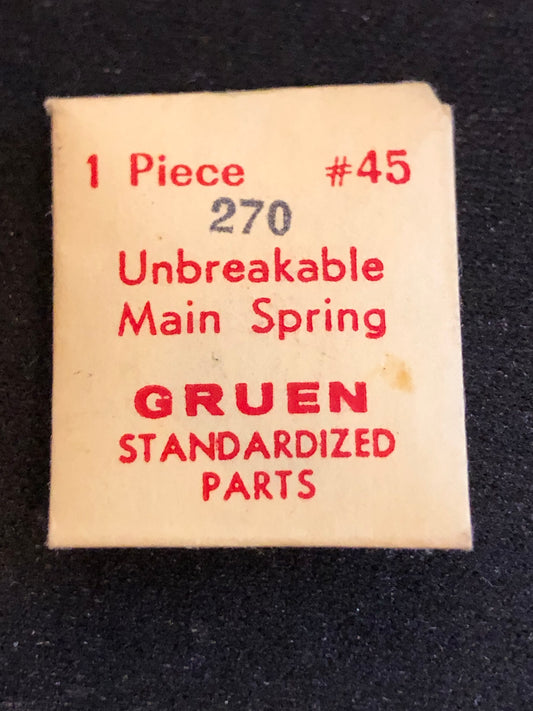 1 Piece #45
270
Unbreakable
Main Spring
GRUEN
STANDARDIZED
PARTS